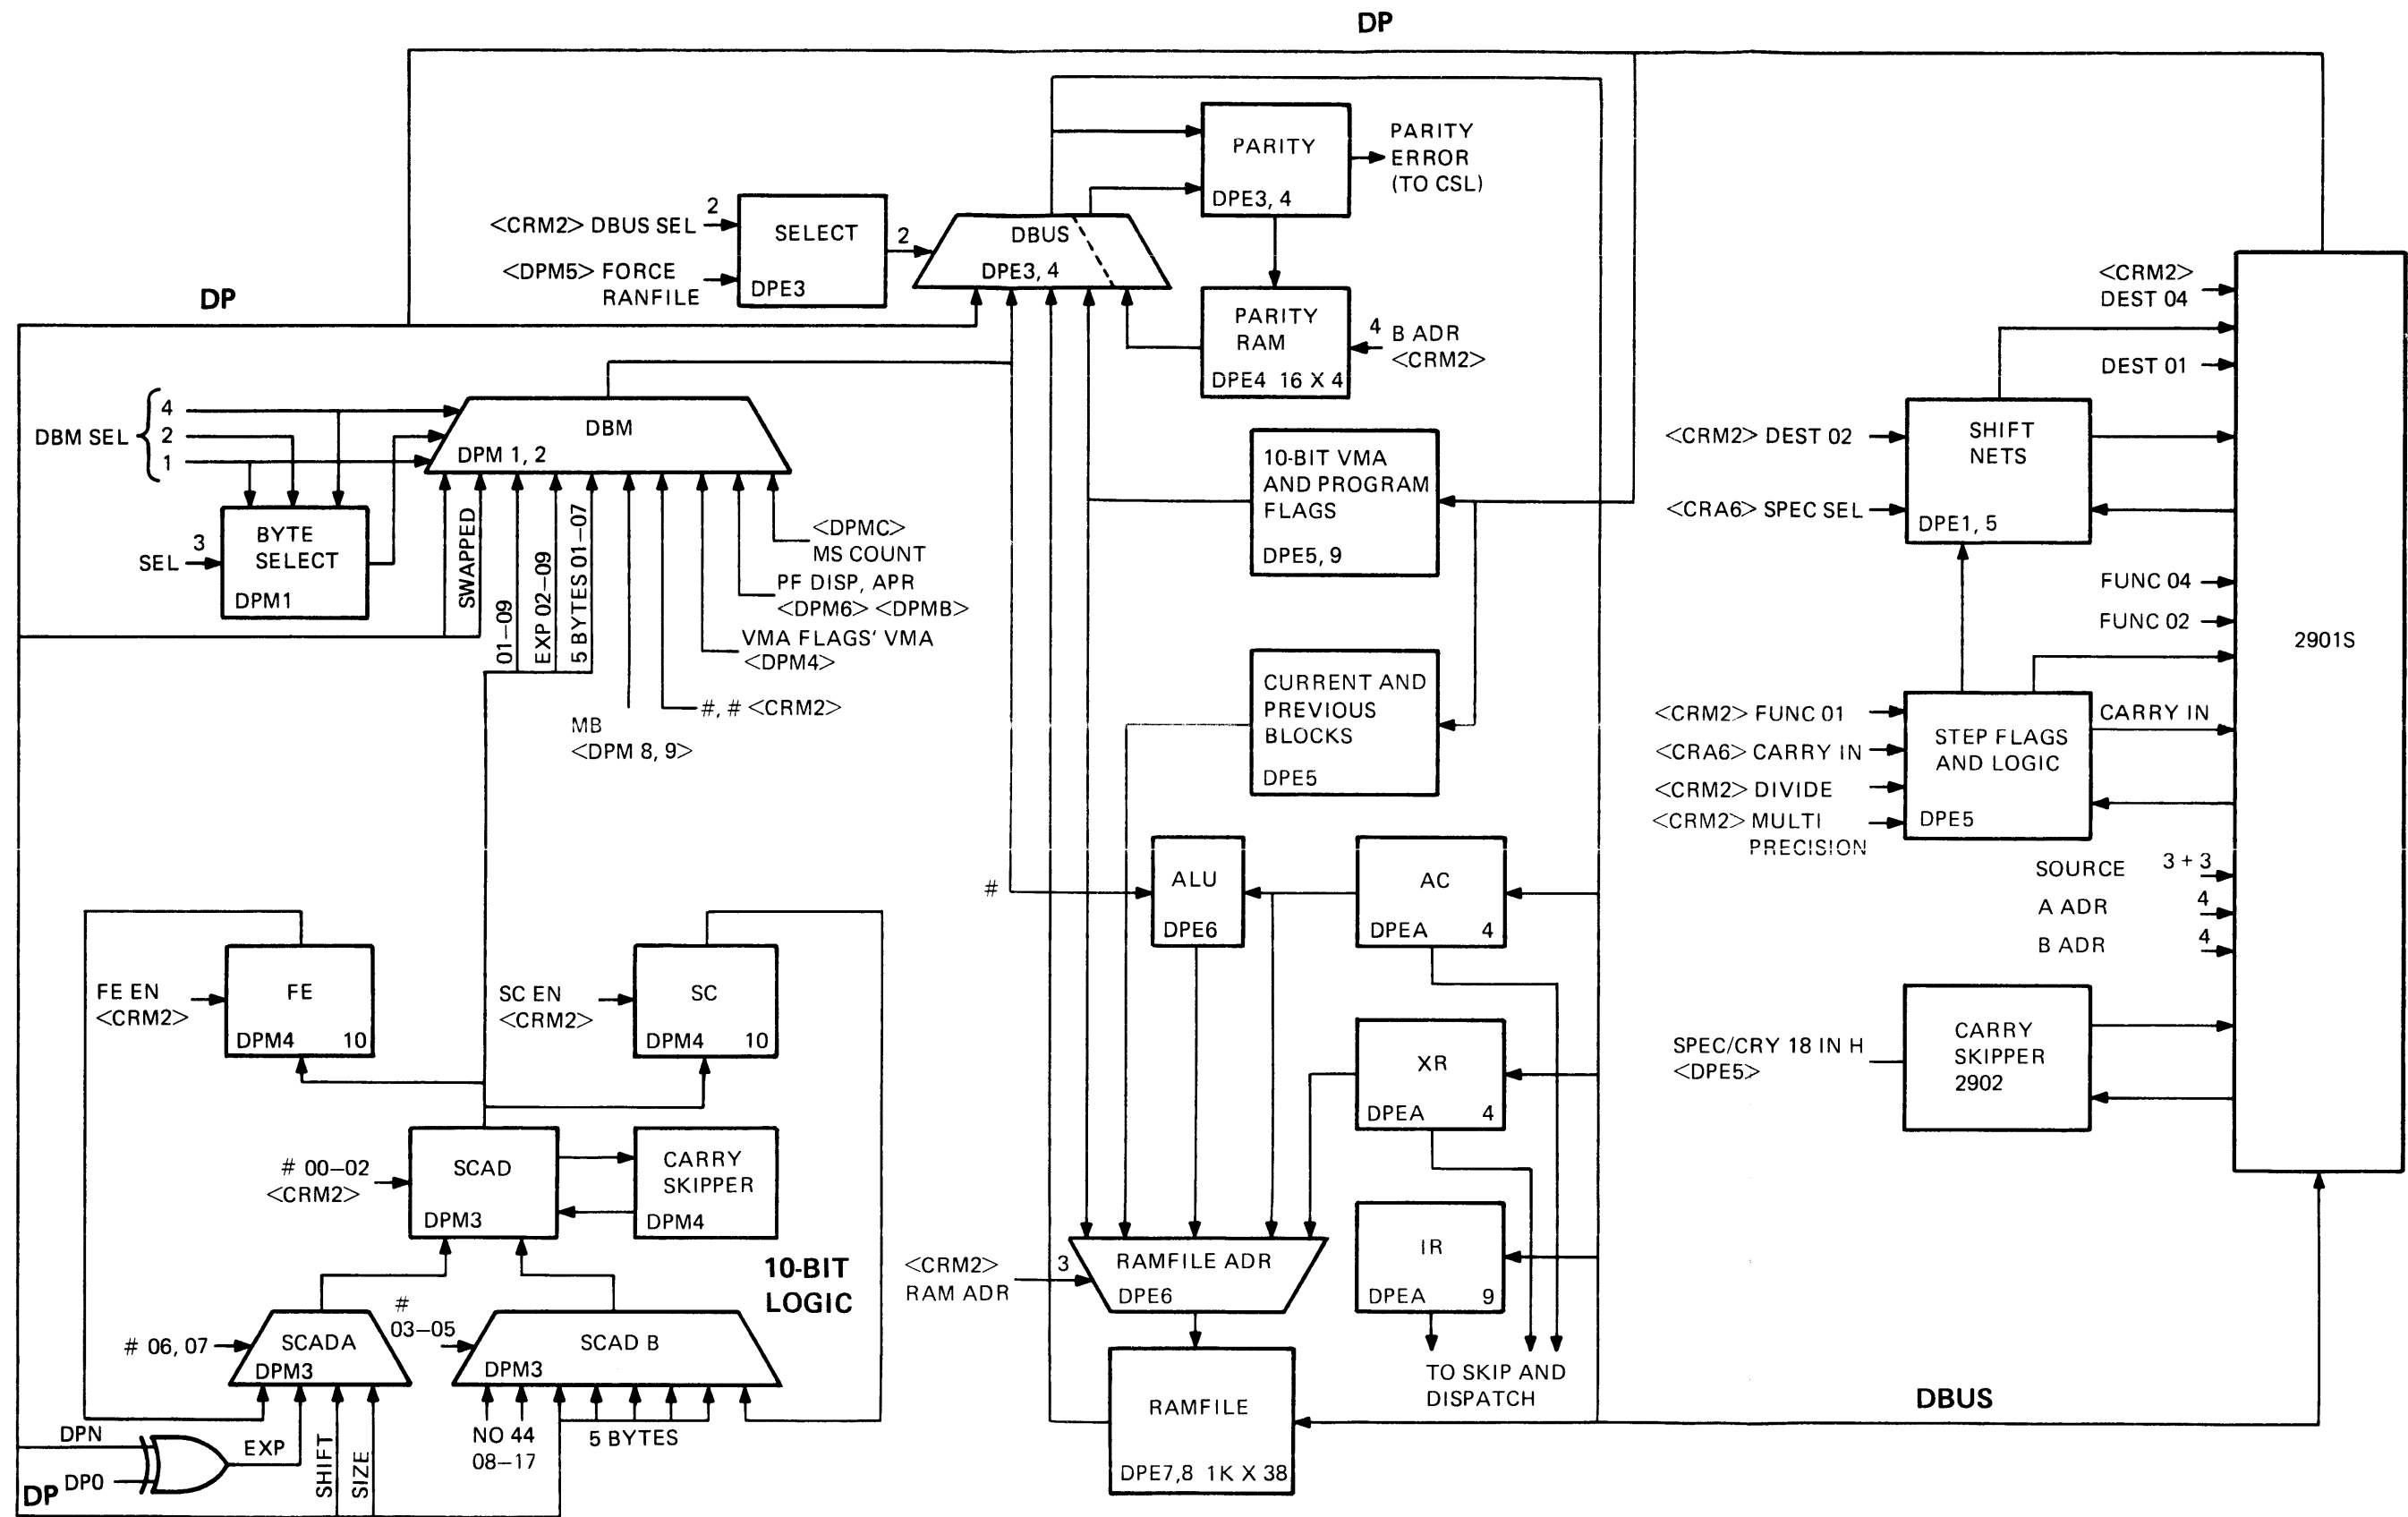 DP
PARITY
DPE3, 4
PARITY
ERROR
(TO CSL)
<CRM2> DBUS SEL
2
<DPM5> FORCE
RANFILE
SELECT
DPE3
2
DBUS
DPE3, 4
PARITY
RAM
DPE4 16 X 4
4
B ADR
<CRM2>
DP
DBM SEL
4
2
1
DBM
DPM 1, 2
SEL
3
BYTE
SELECT
DPM1
SWAPPED
01–09
EXP 02–09
5 BYTES 01–07
<DPMC>
MS COUNT
PF DISP, APR
<DPM6> <DPMB>
VMA FLAGS' VMA
<DPM4>
#, # <CRM2>
MB
<DPM 8, 9>
10-BIT VMA
AND PROGRAM
FLAGS
DPE5, 9
CURRENT AND
PREVIOUS
BLOCKS
DPE5
#
ALU
DPE6
AC
DPEA 4
XR
DPEA 4
IR
DPEA 9
TO SKIP AND
DISPATCH
<CRM2>
RAM ADR
3
RAMFILE ADR
DPE6
RAMFILE
DPE7,8 1K X 38
DBUS
FE EN
<CRM2>
FE
DPM4 10
SC EN
<CRM2>
SC
DPM4 10
# 00–02
<CRM2>
SCAD
DPM3
CARRY
SKIPPER
DPM4
10-BIT
LOGIC
# 06, 07
SCADA
DPM3
#
03–05
SCAD B
DPM3
DPN
DP0
EXP
SHIFT
SIZE
NO 44
08–17
5 BYTES
DP
<CRM2>
DEST 04
DEST 01
<CRM2> DEST 02
<CRA6> SPEC SEL
SHIFT
NETS
DPE1, 5
FUNC 04
FUNC 02
2901S
<CRM2> FUNC 01
<CRA6> CARRY IN
<CRM2> DIVIDE
<CRM2> MULTI
PRECISION
STEP FLAGS
AND LOGIC
DPE5
CARRY IN
SOURCE 3 + 3
A ADR 4
B ADR 4
SPEC/CRY 18 IN H
<DPE5>
CARRY
SKIPPER
2902